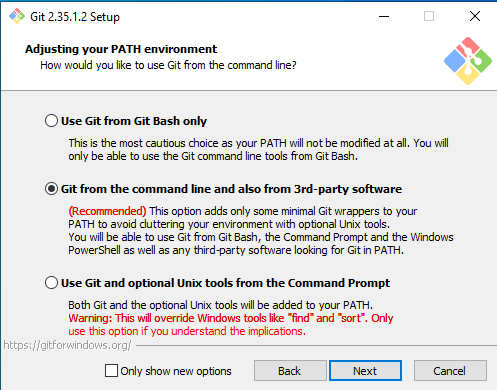 Git 2.35.1.2 Setup
Adjusting your PATH environment
How would you like to use Git from the command line?
Use Git from Git Bash only
This is the most cautious choice as your PATH will not be modified at all. You will
only be able to use the Git command line tools from Git Bash.
Git from the command line and also from 3rd-party software
(Recommended) This option adds only some minimal Git wrappers to your
PATH to avoid cluttering your environment with optional Unix tools.
You will be able to use Git from Git Bash, the Command Prompt and the Windows
PowerShell as well as any third-party software looking for Git in PATH.
Use Git and optional Unix tools from the Command Prompt
Both Git and the optional Unix tools will be added to your PATH.
Warning: This will override Windows tools like "find" and "sort". Only
use this option if you understand the implications.
https://gitforwindows.org/
Only show new options
Back
Next
Cancel